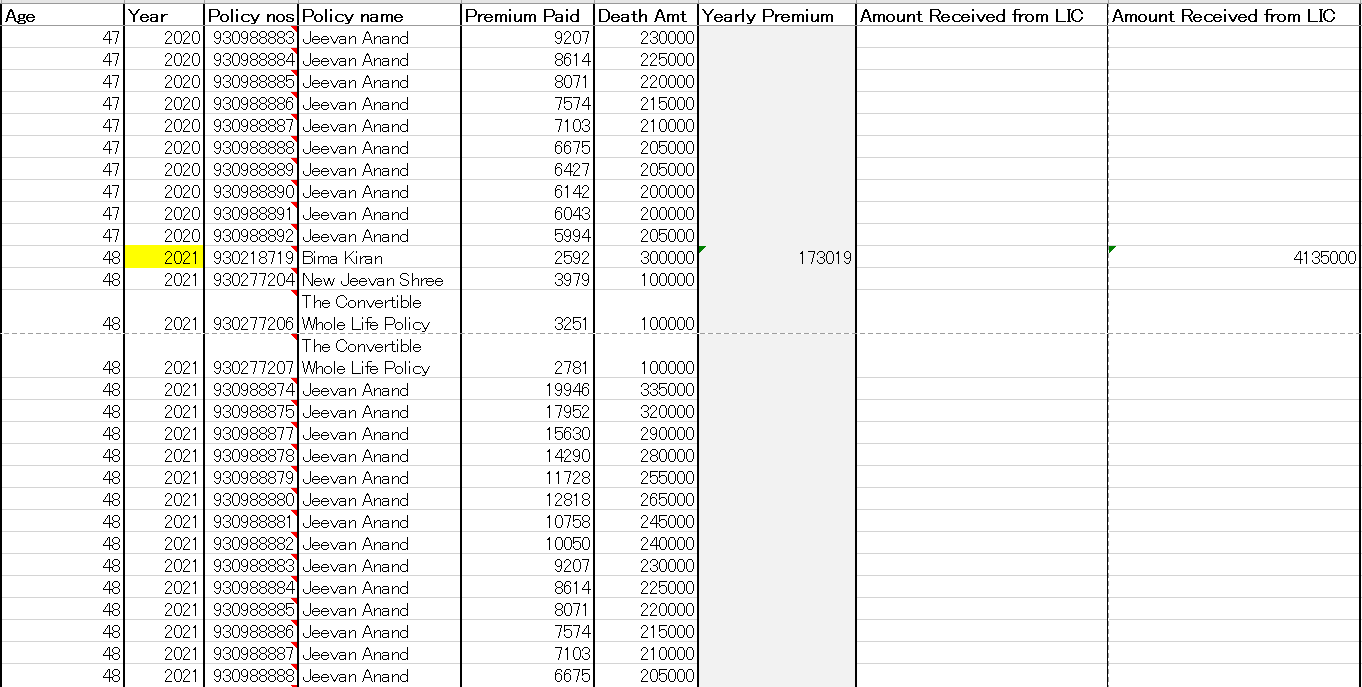 Age Year Policy nos Policy name Premium Paid Death Amt Yearly Premium Amount Received from LIC Amount Received from LIC
47 2020 930988883 Jeevan Anand 9207 230000
47 2020 930988884 Jeevan Anand 8614 225000
47 2020 930988885 Jeevan Anand 8071 220000
47 2020 930988886 Jeevan Anand 7574 215000
47 2020 930988887 Jeevan Anand 7103 210000
47 2020 930988888 Jeevan Anand 6675 205000
47 2020 930988889 Jeevan Anand 6427 205000
47 2020 930988890 Jeevan Anand 6142 200000
47 2020 930988891 Jeevan Anand 6043 200000
47 2020 930988892 Jeevan Anand 5994 205000
48 2021 930218719 Bima Kiran 2592 300000 173019 4135000
48 2021 930277204 New Jeevan Shree 3979 100000
The Convertible
48 2021 930277206 Whole Life Policy 3251 100000
The Convertible
48 2021 930277207 Whole Life Policy 2781 100000
48 2021 930988874 Jeevan Anand 19946 335000
48 2021 930988875 Jeevan Anand 17952 320000
48 2021 930988877 Jeevan Anand 15630 290000
48 2021 930988878 Jeevan Anand 14290 280000
48 2021 930988879 Jeevan Anand 11728 255000
48 2021 930988880 Jeevan Anand 12818 265000
48 2021 930988881 Jeevan Anand 10758 245000
48 2021 930988882 Jeevan Anand 10050 240000
48 2021 930988883 Jeevan Anand 9207 230000
48 2021 930988884 Jeevan Anand 8614 225000
48 2021 930988885 Jeevan Anand 8071 220000
48 2021 930988886 Jeevan Anand 7574 215000
48 2021 930988887 Jeevan Anand 7103 210000
48 2021 930988888 Jeevan Anand 6675 205000